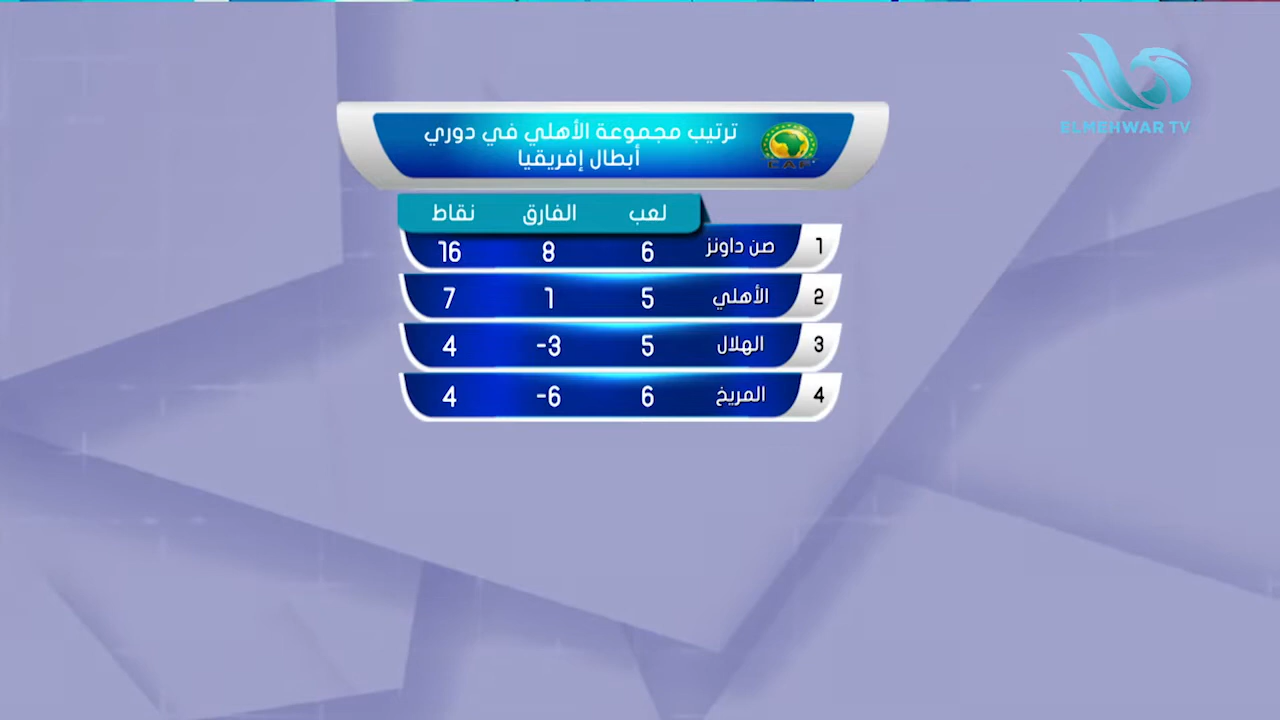 ELMEHWAR TV
ترتيب مجموعة الأهلي في دوري
أبطال إفريقيا
CAF
لعب الفارق نقاط
1 صن داونز 6 8 16
2 الأهلي 5 1 7
3 الهلال 5 -3 4
4 المريخ 6 -6 4